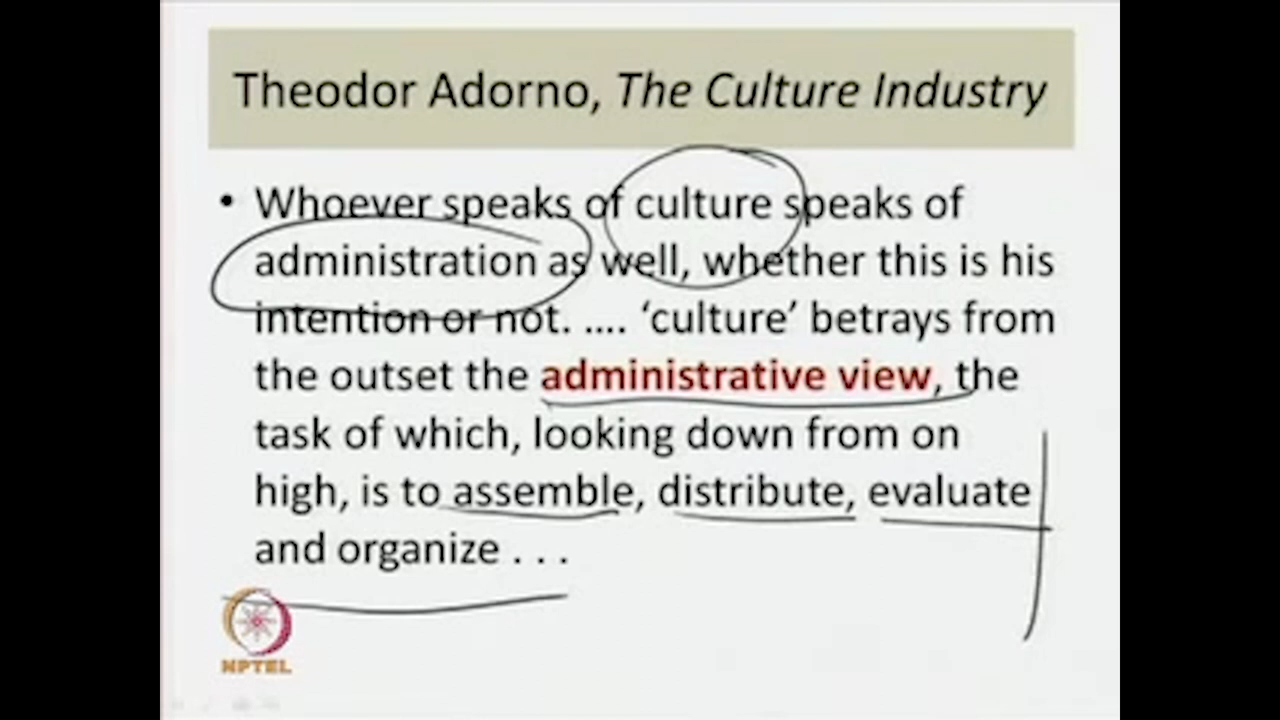 Theodor Adorno, The Culture Industry
• Whoever speaks of culture speaks of
administration as well, whether this is his
intention or not. .... ‘culture’ betrays from
the outset the administrative view, the
task of which, looking down from on
high, is to assemble, distribute, evaluate
and organize . . .
NPTEL